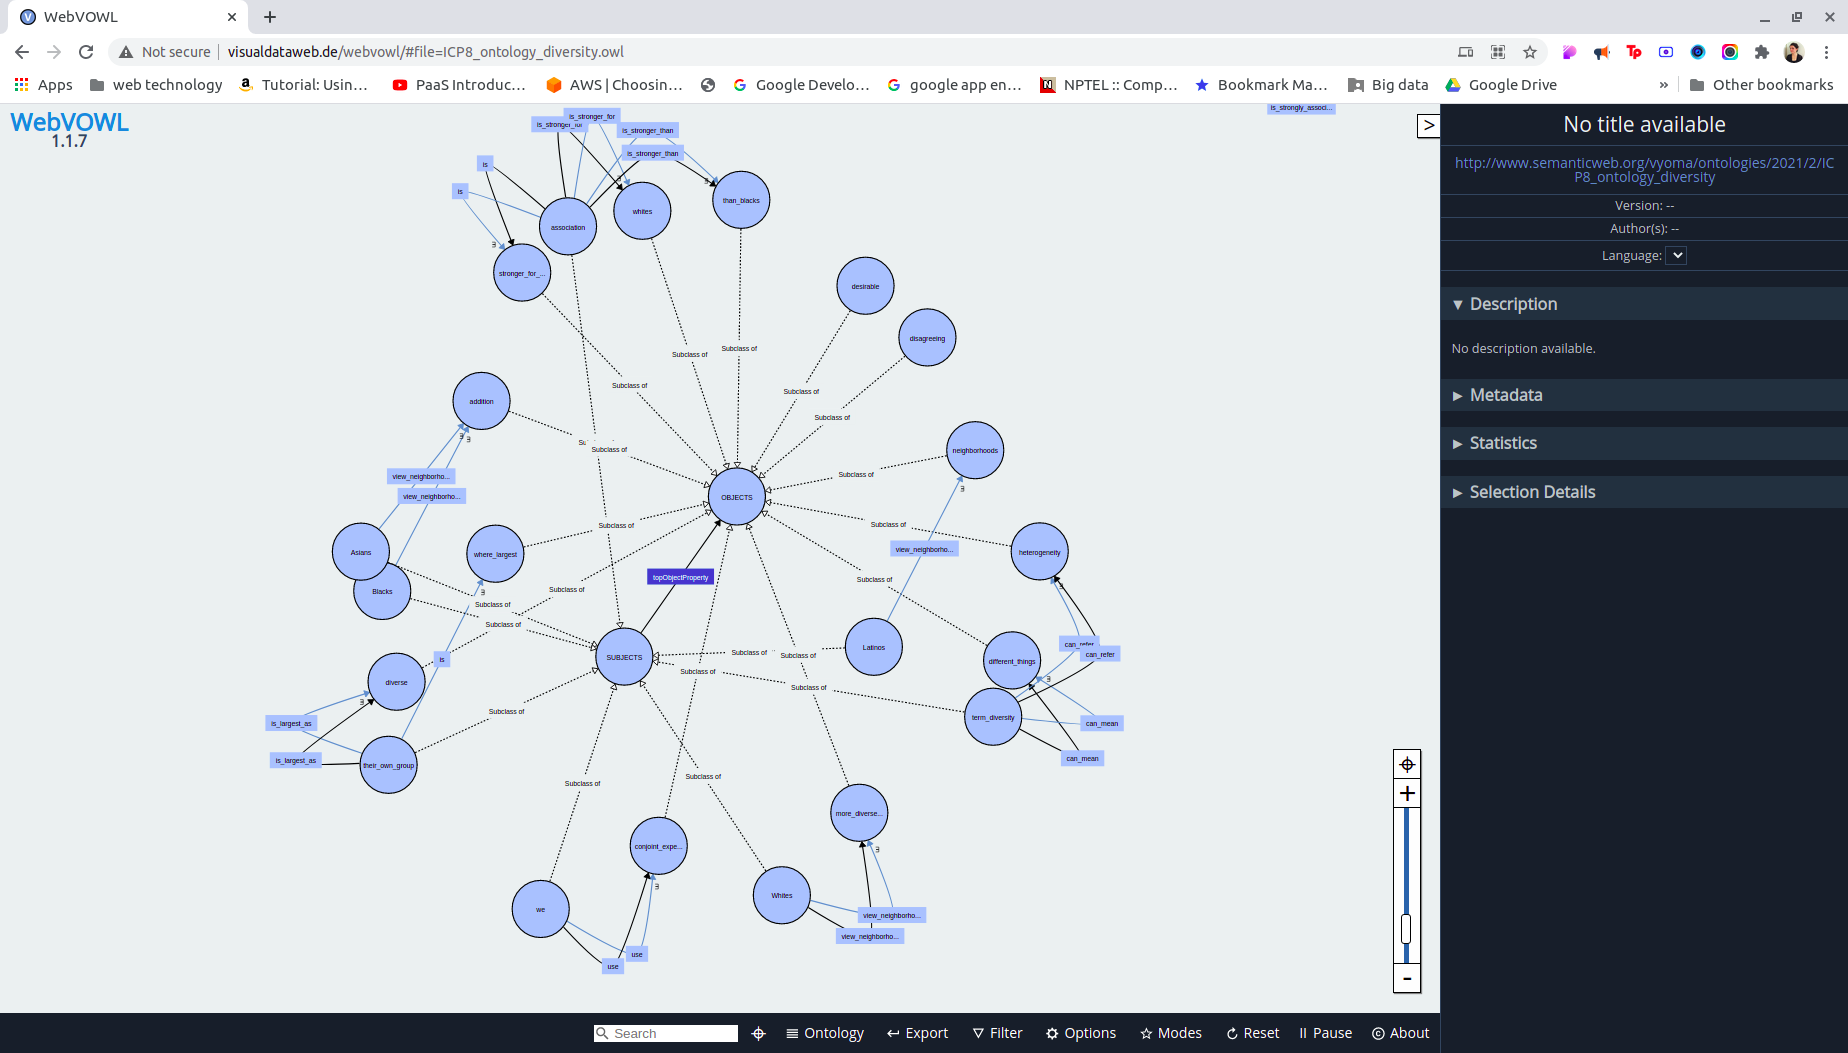 WebVOWL
Not secure
visualdataweb.de/webvowl/#file=ICP8_ontology_diversity.owl
Apps
web technology
Tutorial: Usin...
PaaS Introduc...
AWS | Choosin...
Google Develo...
google app en...
NPTEL :: Comp...
Bookmark Ma...
Big data
Google Drive
»
Other bookmarks
WebVOWL
1.1.7
is_strongly_associ...
>
is_stronger_for
is_stronger_for
is_stronger_than
is_stronger_than
is
is
whites
than_blacks
association
stronger_for_...
desirable
disagreeing
Subclass of
Subclass of
Subclass of
Subclass of
Subclass of
addition
Subclass of
neighborhoods
Subclass of
view_neighborho...
view_neighborho...
OBJECTS
Subclass of
Subclass of
Asians
where_largest
view_neighborho...
heterogeneity
topObjectProperty
Subclass of
Blacks
Subclass of
Subclass of
Subclass of
can_refer
can_refer
is
SUBJECTS
Subclass of
Subclass of
Latinos
different_things
Subclass of
diverse
Subclass of
Subclass of
term_diversity
is_largest_as
can_mean
is_largest_as
their_own_group
can_mean
Subclass of
Subclass of
more_diverse...
conjoint_expe...
we
Whites
view_neighborho...
view_neighborho...
use
use
+
-
No title available
http://www.semanticweb.org/vyoma/ontologies/2021/2/IC
P8_ontology_diversity
Version: --
Author(s): --
Language:
▼ Description
No description available.
▶ Metadata
▶ Statistics
▶ Selection Details
Search
Ontology
Export
Filter
Options
Modes
Reset
Pause
About